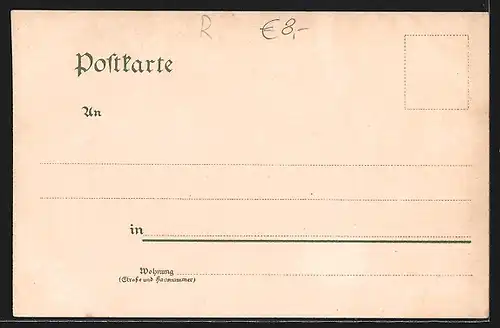 R €8,-
Postkarte
An
in
Wohnung
(Straße und Hausnummer)